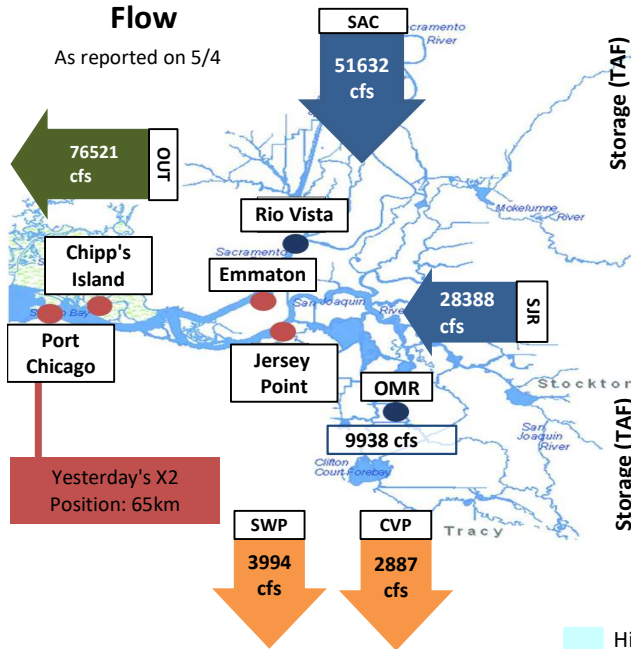 Flow
As reported on 5/4
SAC
Sacramento
River
51632
cfs
Storage (TAF)
76521
cfs
OUT
Rio Vista
Mokelumne
River
Chipp's
Island
Sacramento
Emmaton
San Joaquin
River
28388
cfs
SJR
Port
Chicago
Jersey
Point
OMR
Stockton
9938 cfs
San
Joaquin
River
Storage (TAF)
Clifton
Court Forebay
Yesterday's X2
Position: 65km
Tracy
SWP
3994
cfs
CVP
2887
cfs
Hi